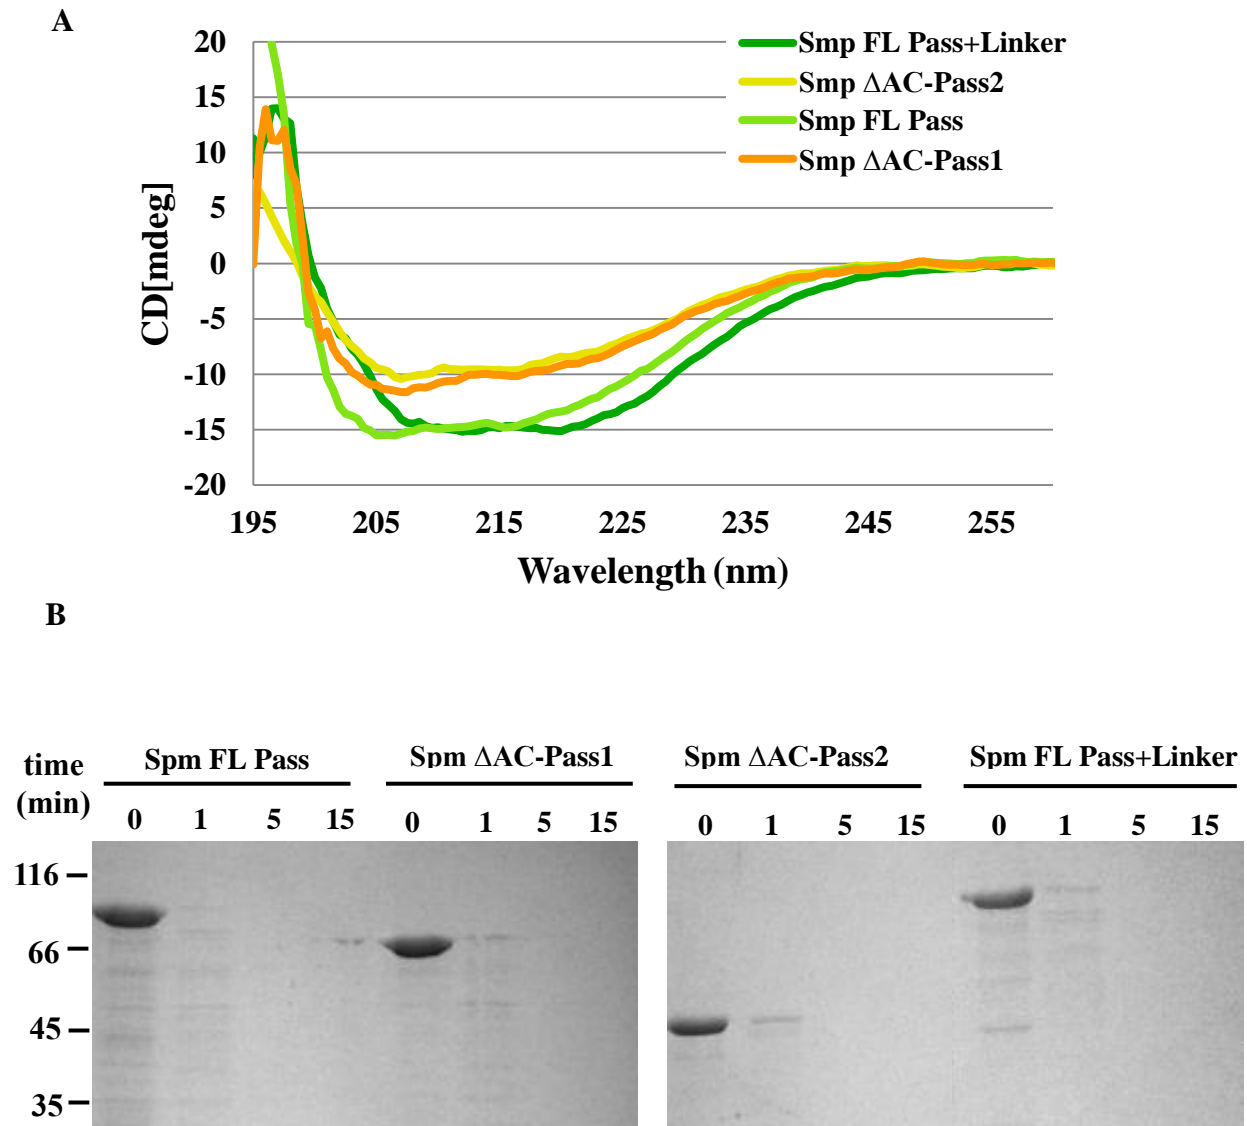 A
20
15
10
5
0
-5
-10
-15
-20
CD[mdeg]
Smp FL Pass+Linker
Smp ΔAC-Pass2
Smp FL Pass
Smp ΔAC-Pass1
195 205 215 225 235 245 255
Wavelength (nm)
B
time
(min)
Spm FL Pass Spm ΔAC-Pass1 Spm ΔAC-Pass2 Spm FL Pass+Linker
0 1 5 15 0 1 5 15 0 1 5 15 0 1 5 15
116
66
45
35